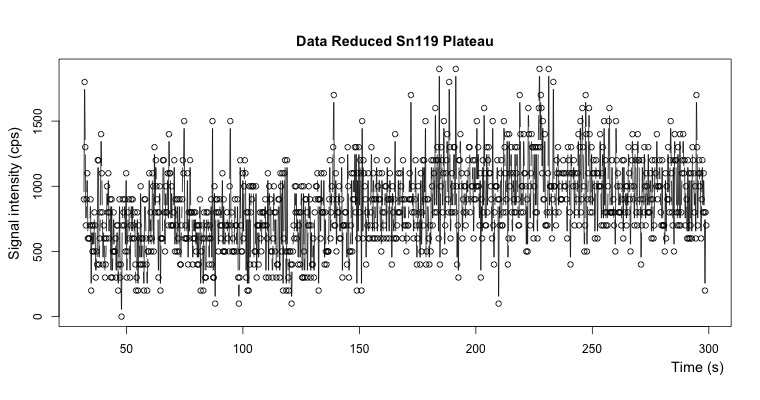 Data Reduced Sn119 Plateau
Signal intensity (cps)
1500
1000
500
0
50 100 150 200 250 300
Time (s)